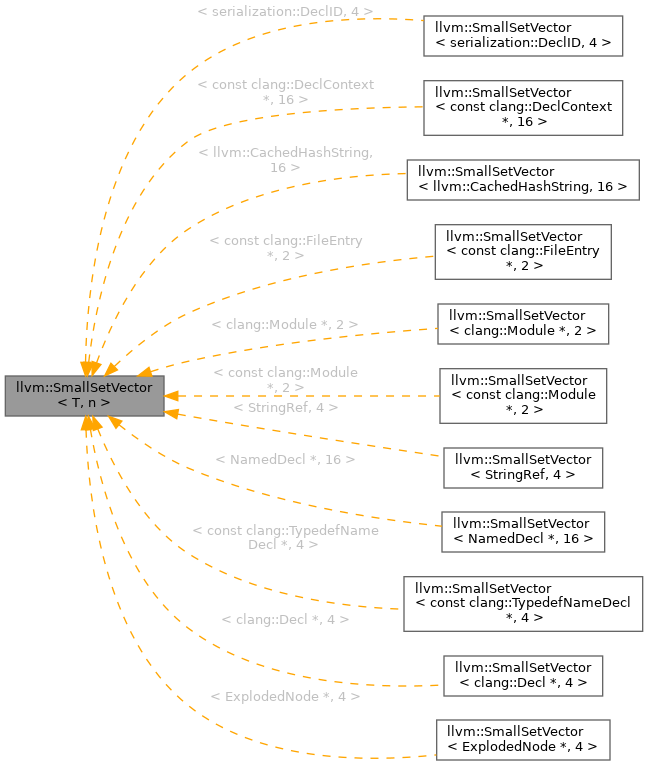 < serialization::DeclID, 4 >
llvm::SmallSetVector
< serialization::DeclID, 4 >
< const clang::DeclContext
*, 16 >
llvm::SmallSetVector
< const clang::DeclContext
*, 16 >
< llvm::CachedHashString,
16 >
llvm::SmallSetVector
< llvm::CachedHashString, 16 >
< const clang::FileEntry
*, 2 >
llvm::SmallSetVector
< const clang::FileEntry
*, 2 >
< clang::Module *, 2 >
llvm::SmallSetVector
< clang::Module *, 2 >
< const clang::Module
*, 2 >
llvm::SmallSetVector
< const clang::Module
*, 2 >
llvm::SmallSetVector
< T, n >
< StringRef, 4 >
llvm::SmallSetVector
< StringRef, 4 >
< NamedDecl *, 16 >
llvm::SmallSetVector
< NamedDecl *, 16 >
< const clang::TypedefName
Decl *, 4 >
llvm::SmallSetVector
< const clang::TypedefNameDecl
*, 4 >
< clang::Decl *, 4 >
llvm::SmallSetVector
< clang::Decl *, 4 >
< ExplodedNode *, 4 >
llvm::SmallSetVector
< ExplodedNode *, 4 >